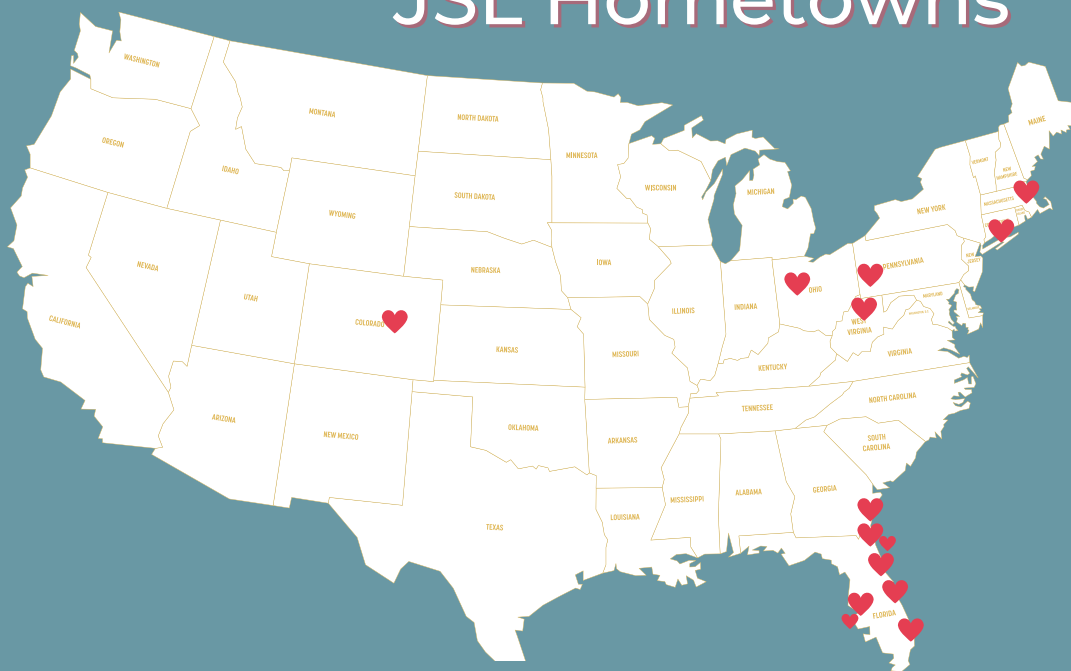 JSL Hometowns
WASHINGTON
OREGON
IDAHO
MONTANA
NORTH DAKOTA
MINNESOTA
WISCONSIN
MICHIGAN
MAINE
VERMONT
NEW
HAMPSHIRE
MASSACHUSETTS
NEW YORK
SOUTH DAKOTA
WYOMING
NEVADA
UTAH
CALIFORNIA
COLORADO
NEBRASKA
IOWA
ILLINOIS
INDIANA
OHIO
PENNSYLVANIA
NEW
JERSEY
MARYLAND
WEST
VIRGINIA
VIRGINIA
KENTUCKY
KANSAS
MISSOURI
ARIZONA
NEW MEXICO
OKLAHOMA
ARKANSAS
TENNESSEE
NORTH CAROLINA
SOUTH
CAROLINA
TEXAS
LOUISIANA
MISSISSIPPI
ALABAMA
GEORGIA
FLORIDA